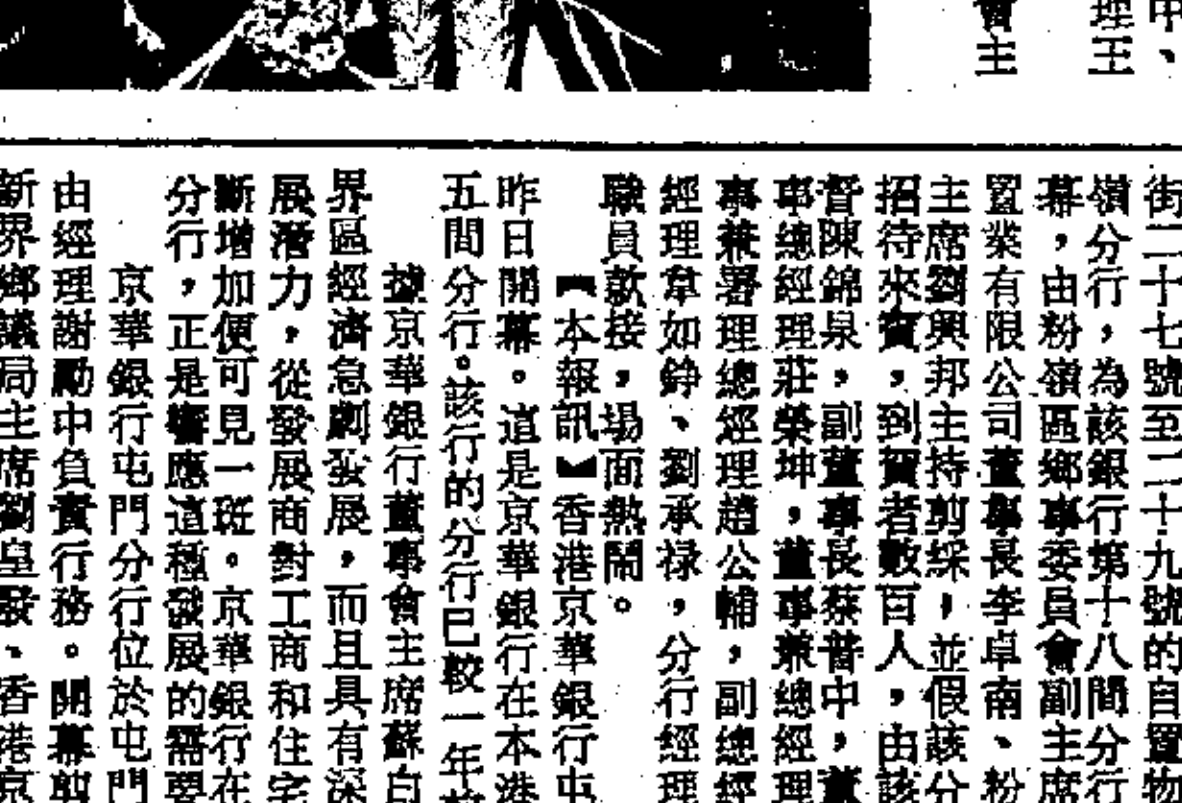 中、
理王
會主
街二十七號至二十九號的自置物
嶺分行，為該銀行第十八間分行
幕，由粉嶺區鄉事委員會副主席
置業有限公司董事長李卓南、粉
主席劉興邦主持剪綵，並假該分
招待來賓，到賀者數百人，由該
督陳錦泉，副董事長蔡普中，董
事總經理莊榮坤，董事兼總經理
事兼署理總經理趙公輔，副總經
經理韋如錚、劉承祿，分行經理
職員款接，場面熱鬧。
【本報訊】香港京華銀行屯
昨日開幕。這是京華銀行在本港
五間分行。該行的分行已較一年
據京華銀行董事會主席蘇白
界區經濟急劇發展，而且具有深
展潛力，從發展商對工商和住宅
斷增加便可見一斑。京華銀行在
分行，正是響應這種發展的需要
京華銀行屯門分行位於屯門
由經理謝勵中負責行務。開幕剪
新界鄉議局主席劉皇發、香港京